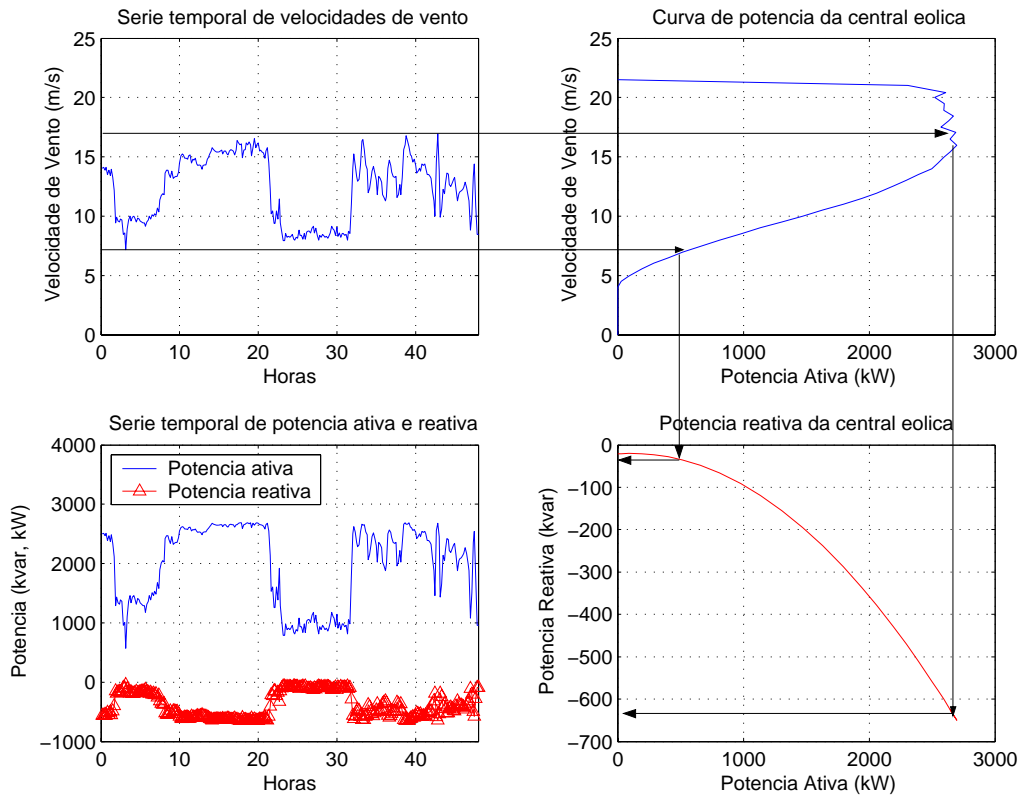 Serie temporal de velocidades de vento
Velocidade de Vento (m/s)
25
20
15
10
5
0
0 10 20 30 40
Horas
Curva de potencia da central eolica
Velocidade de Vento (m/s)
25
20
15
10
5
0
0 1000 2000 3000
Potencia Ativa (kW)
Serie temporal de potencia ativa e reativa
Potencia (kvar, kW)
4000
3000
2000
1000
0
−1000
Potencia ativa
Potencia reativa
0 10 20 30 40
Horas
Potencia reativa da central eolica
Potencia Reativa (kvar)
0
−100
−200
−300
−400
−500
−600
−700
0 1000 2000 3000
Potencia Ativa (kW)